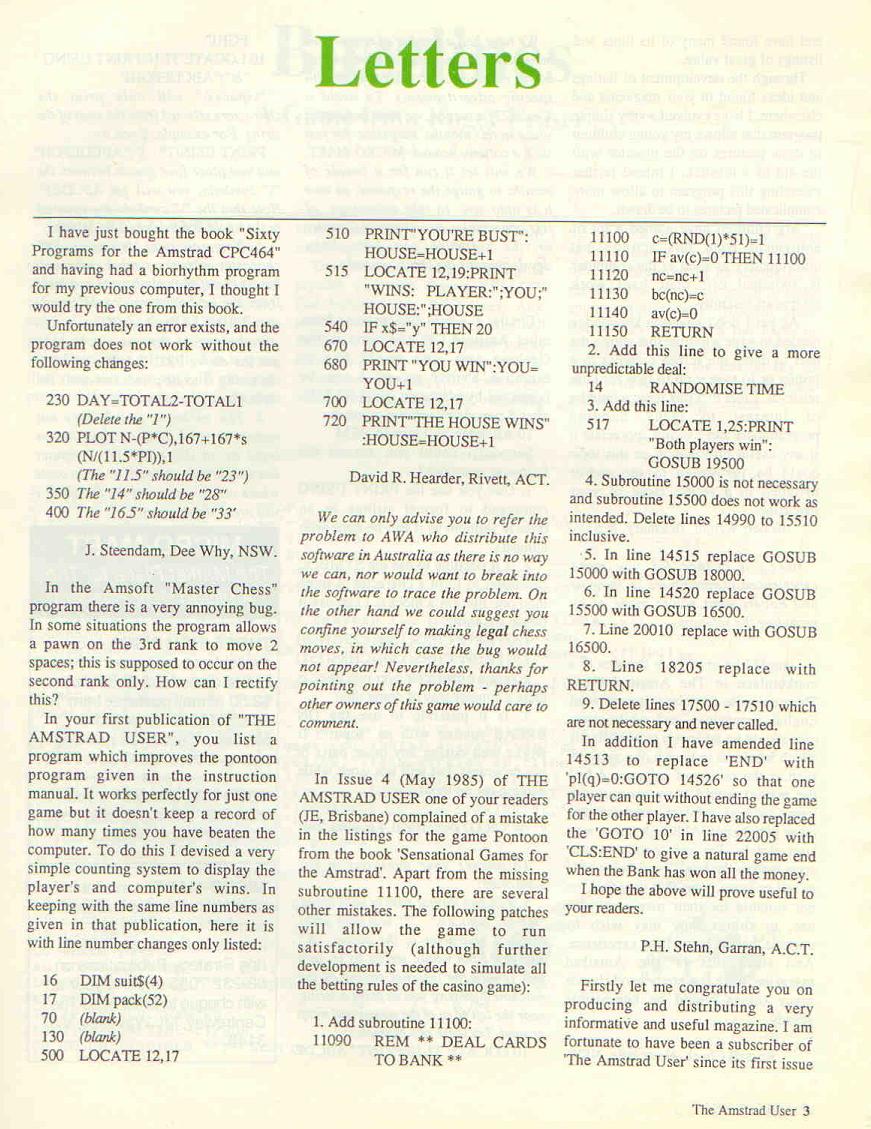 Letters
I have just bought the book "Sixty
Programs for the Amstrad CPC464"
and having had a biorhythm program
for my previous computer, I thought I
would try the one from this book.
Unfortunately an error exists, and the
program does not work without the
following changes:
230 DAY=TOTAL2-TOTAL1
(Delete the "1")
320 PLOT N-(P*C),167+167*s
(N/(11.5*PI)),1
(The "11.5" should be "23")
350 The "14" should be "28"
400 The "16.5" should be "33'
J. Steendam, Dee Why, NSW.
In the Amsoft "Master Chess"
program there is a very annoying bug.
In some situations the program allows
a pawn on the 3rd rank to move 2
spaces; this is supposed to occur on the
second rank only. How can I rectify
this?
In your first publication of "THE
AMSTRAD USER", you list a
program which improves the pontoon
program given in the instruction
manual. It works perfectly for just one
game but it doesn't keep a record of
how many times you have beaten the
computer. To do this I devised a very
simple counting system to display the
player's and computer's wins. In
keeping with the same line numbers as
given in that publication, here it is
with line number changes only listed:
16 DIM suit$(4)
17 DIM pack(52)
70 (blank)
130 (blank)
500 LOCATE 12,17
510 PRINT"YOU'RE BUST":
HOUSE=HOUSE+1
515 LOCATE 12,19:PRINT
"WINS: PLAYER:";YOU;"
HOUSE:";HOUSE
540 IF x$="y" THEN 20
670 LOCATE 12,17
680 PRINT "YOU WIN":YOU=
YOU+1
700 LOCATE 12,17
720 PRINT"THE HOUSE WINS"
:HOUSE=HOUSE+1
David R. Hearder, Rivett, ACT.
We can only advise you to refer the
problem to AWA who distribute this
software in Australia as there is no way
we can, nor would want to break into
the software to trace the problem. On
the other hand we could suggest you
confine yourself to making legal chess
moves, in which case the bug would
not appear! Nevertheless, thanks for
pointing out the problem - perhaps
other owners of this game would care to
comment.
In Issue 4 (May 1985) of THE
AMSTRAD USER one of your readers
(JE, Brisbane) complained of a mistake
in the listings for the game Pontoon
from the book 'Sensational Games for
the Amstrad'. Apart from the missing
subroutine 11100, there are several
other mistakes. The following patches
will allow the game to run
satisfactorily (although further
development is needed to simulate all
the betting rules of the casino game):
1. Add subroutine 11100:
11090 REM ** DEAL CARDS
TO BANK **
11100 c=(RND(1)*51)=1
11110 IF av(c)=0 THEN 11100
11120 nc=nc+1
11130 bc(nc)=c
11140 av(c)=0
11150 RETURN
2. Add this line to give a more
unpredictable deal:
14 RANDOMISE TIME
3. Add this line:
517 LOCATE 1,25:PRINT
"Both players win":
GOSUB 19500
4. Subroutine 15000 is not necessary
and subroutine 15500 does not work as
intended. Delete lines 14990 to 15510
inclusive.
5. In line 14515 replace GOSUB
15000 with GOSUB 18000.
6. In line 14520 replace GOSUB
15500 with GOSUB 16500.
7. Line 20010 replace with GOSUB
16500.
8. Line 18205 replace with
RETURN.
9. Delete lines 17500 - 17510 which
are not necessary and never called.
In addition I have amended line
14513 to replace 'END' with
'pl(q)=0:GOTO 14526' so that one
player can quit without ending the game
for the other player. I have also replaced
the 'GOTO 10' in line 22005 with
'CLS:END' to give a natural game end
when the Bank has won all the money.
I hope the above will prove useful to
your readers.
P.H. Stehn, Garran, A.C.T.
Firstly let me congratulate you on
producing and distributing a very
informative and useful magazine. I am
fortunate to have been a subscriber of
'The Amstrad User' since its first issue
The Amstrad User 3